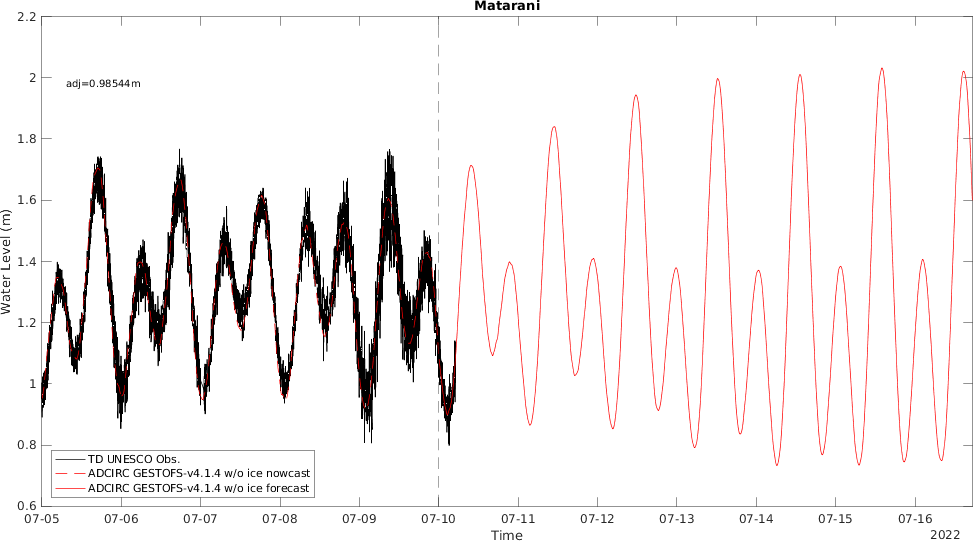 Matarani
2.2
2
1.8
1.6
1.4
1.2
1
0.8
0.6
Water Level (m)
adj=0.98544m
TD UNESCO Obs.
ADCIRC GESTOFS-v4.1.4 w/o ice nowcast
ADCIRC GESTOFS-v4.1.4 w/o ice forecast
07-05 07-06 07-07 07-08 07-09 07-10 07-11 07-12 07-13 07-14 07-15 07-16
Time
2022